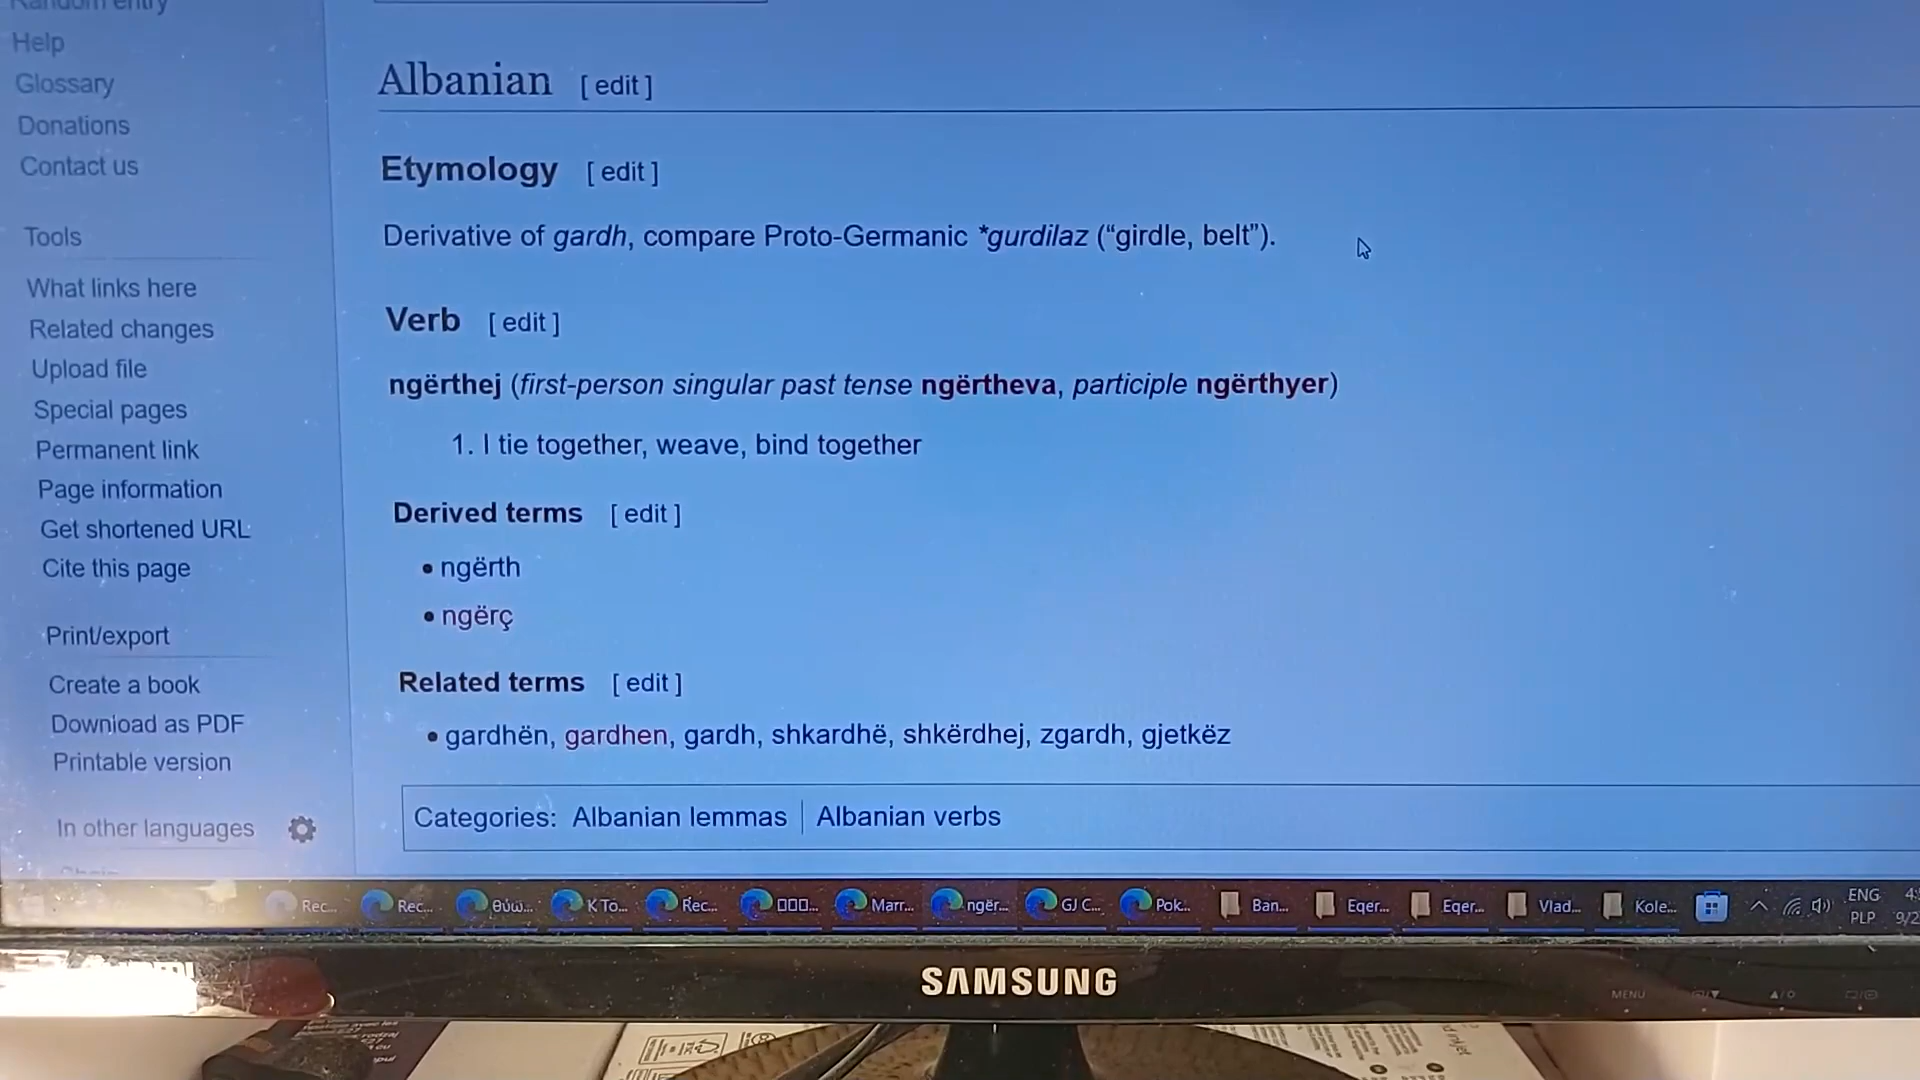 Random entry
Help
Glossary
Donations
Contact us
Tools
What links here
Related changes
Upload file
Special pages
Permanent link
Page information
Get shortened URL
Cite this page
Print/export
Create a book
Download as PDF
Printable version
In other languages
Albanian [ edit ]
Etymology [ edit ]
Derivative of gardh, compare Proto-Germanic *gurdilaz (“girdle, belt”).
Verb [ edit ]
ngërthej (first-person singular past tense ngërtheva, participle ngërthyer)
1. I tie together, weave, bind together
Derived terms [ edit ]
• ngërth
• ngërç
Related terms [ edit ]
• gardhën, gardhen, gardh, shkardhë, shkërdhej, zgardh, gjetkëz
Categories: Albanian lemmas | Albanian verbs
Rec... Rec... θύω... K To... Rec... Marr... ngër... GJ C... Pok... Ban... Eqer... Eqer... Vlad... Kole... ENG
PLP
SAMSUNG
MENU